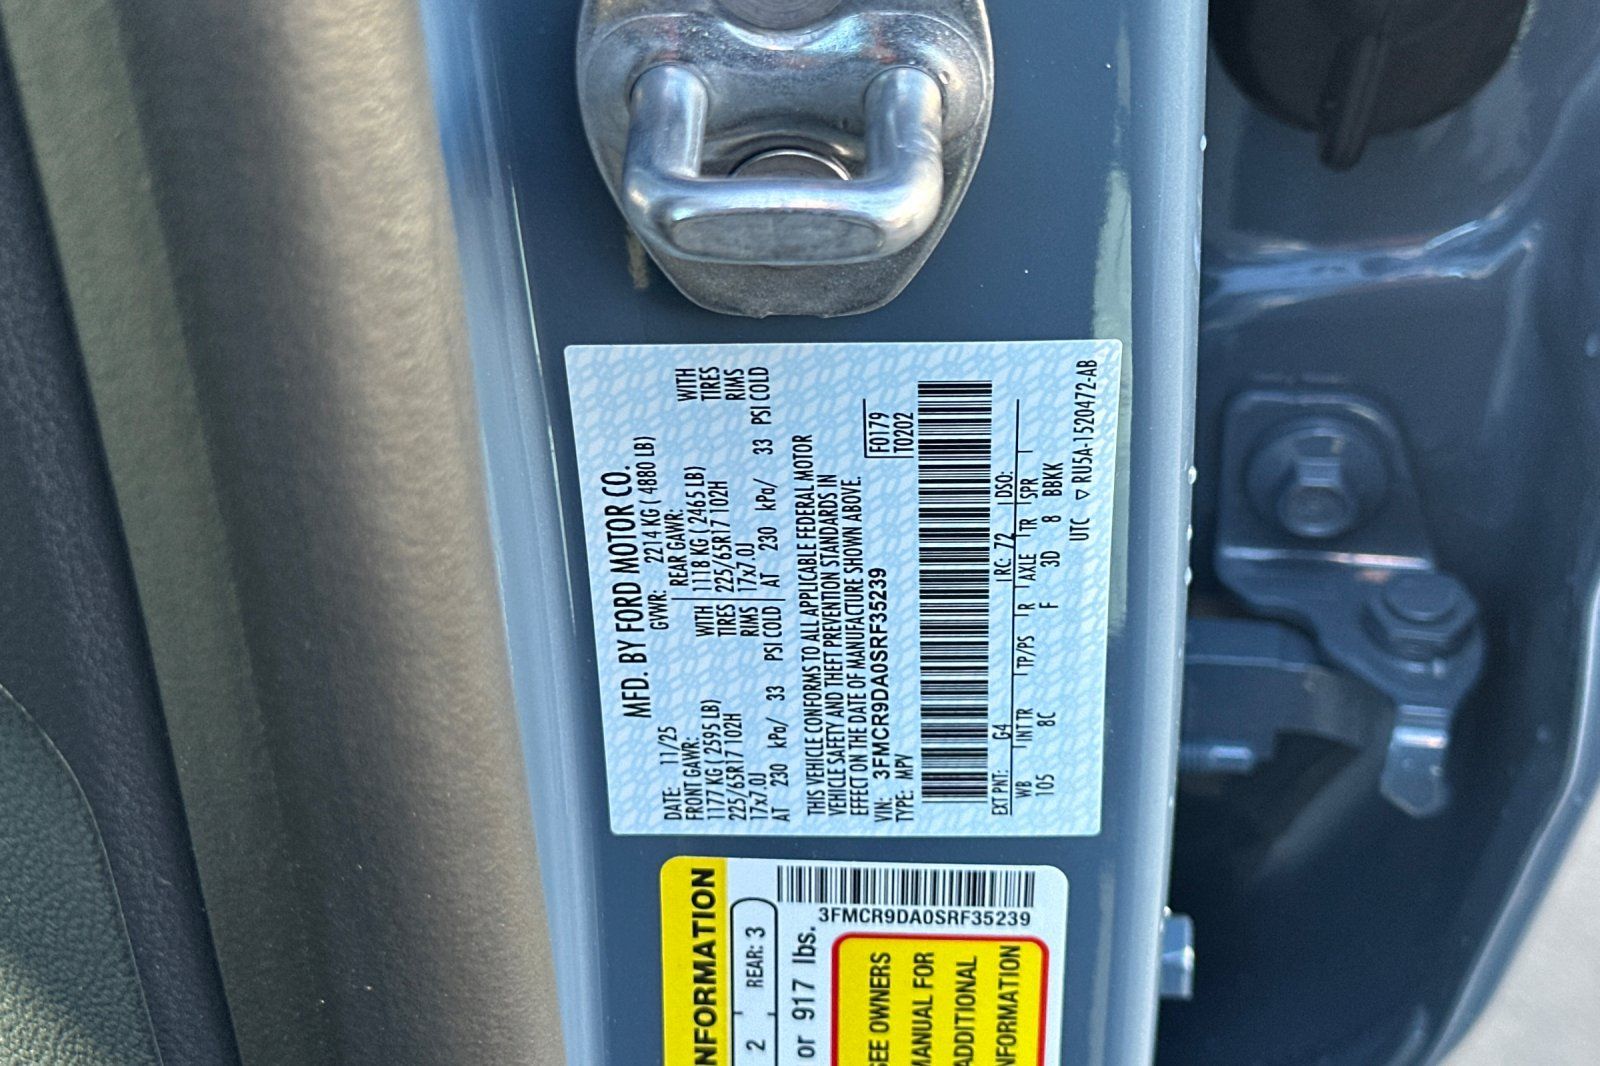 MFD. BY FORD MOTOR CO.
DATE: 11/25 GVWR: 2214 KG ( 4880 LB)
FRONT GAWR: REAR GAWR:
1177 KG ( 2595 LB) WITH 1118 KG ( 2465 LB) WITH
225/65R17 102H TIRES 225/65R17 102H TIRES
17x7.0J RIMS 17x7.0J RIMS
AT 230 kPa/ 33 PSI COLD AT 230 kPa/ 33 PSI COLD
THIS VEHICLE CONFORMS TO ALL APPLICABLE FEDERAL MOTOR
VEHICLE SAFETY AND THEFT PREVENTION STANDARDS IN
EFFECT ON THE DATE OF MANUFACTURE SHOWN ABOVE.
VIN: 3FMCR9DA0SRF35239 F0179
TYPE: MPV T0202
EXT PNT: G4 RC: 72 DSO:
WB INT TR TP/PS R AXLE TR SPR
105 8C F 3D 8 BBKK
UTC ▽ RU5A-1520472-AB
3FMCR9DA0SRF35239
INFORMATION
2 REAR: 3
or 917 lbs.
SEE OWNERS
MANUAL FOR
ADDITIONAL
INFORMATION